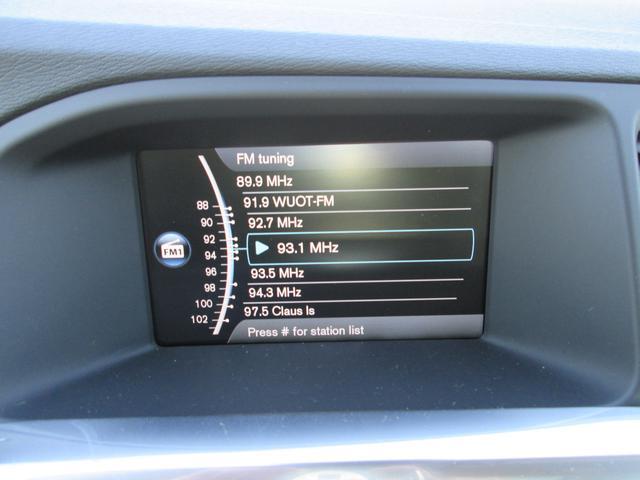 FM tuning
89.9 MHz
91.9 WUOT-FM
92.7 MHz
93.1 MHz
93.5 MHz
94.3 MHz
97.5 Claus Is
Press # for station list
FM1
88
90
92
94
96
98
100
102